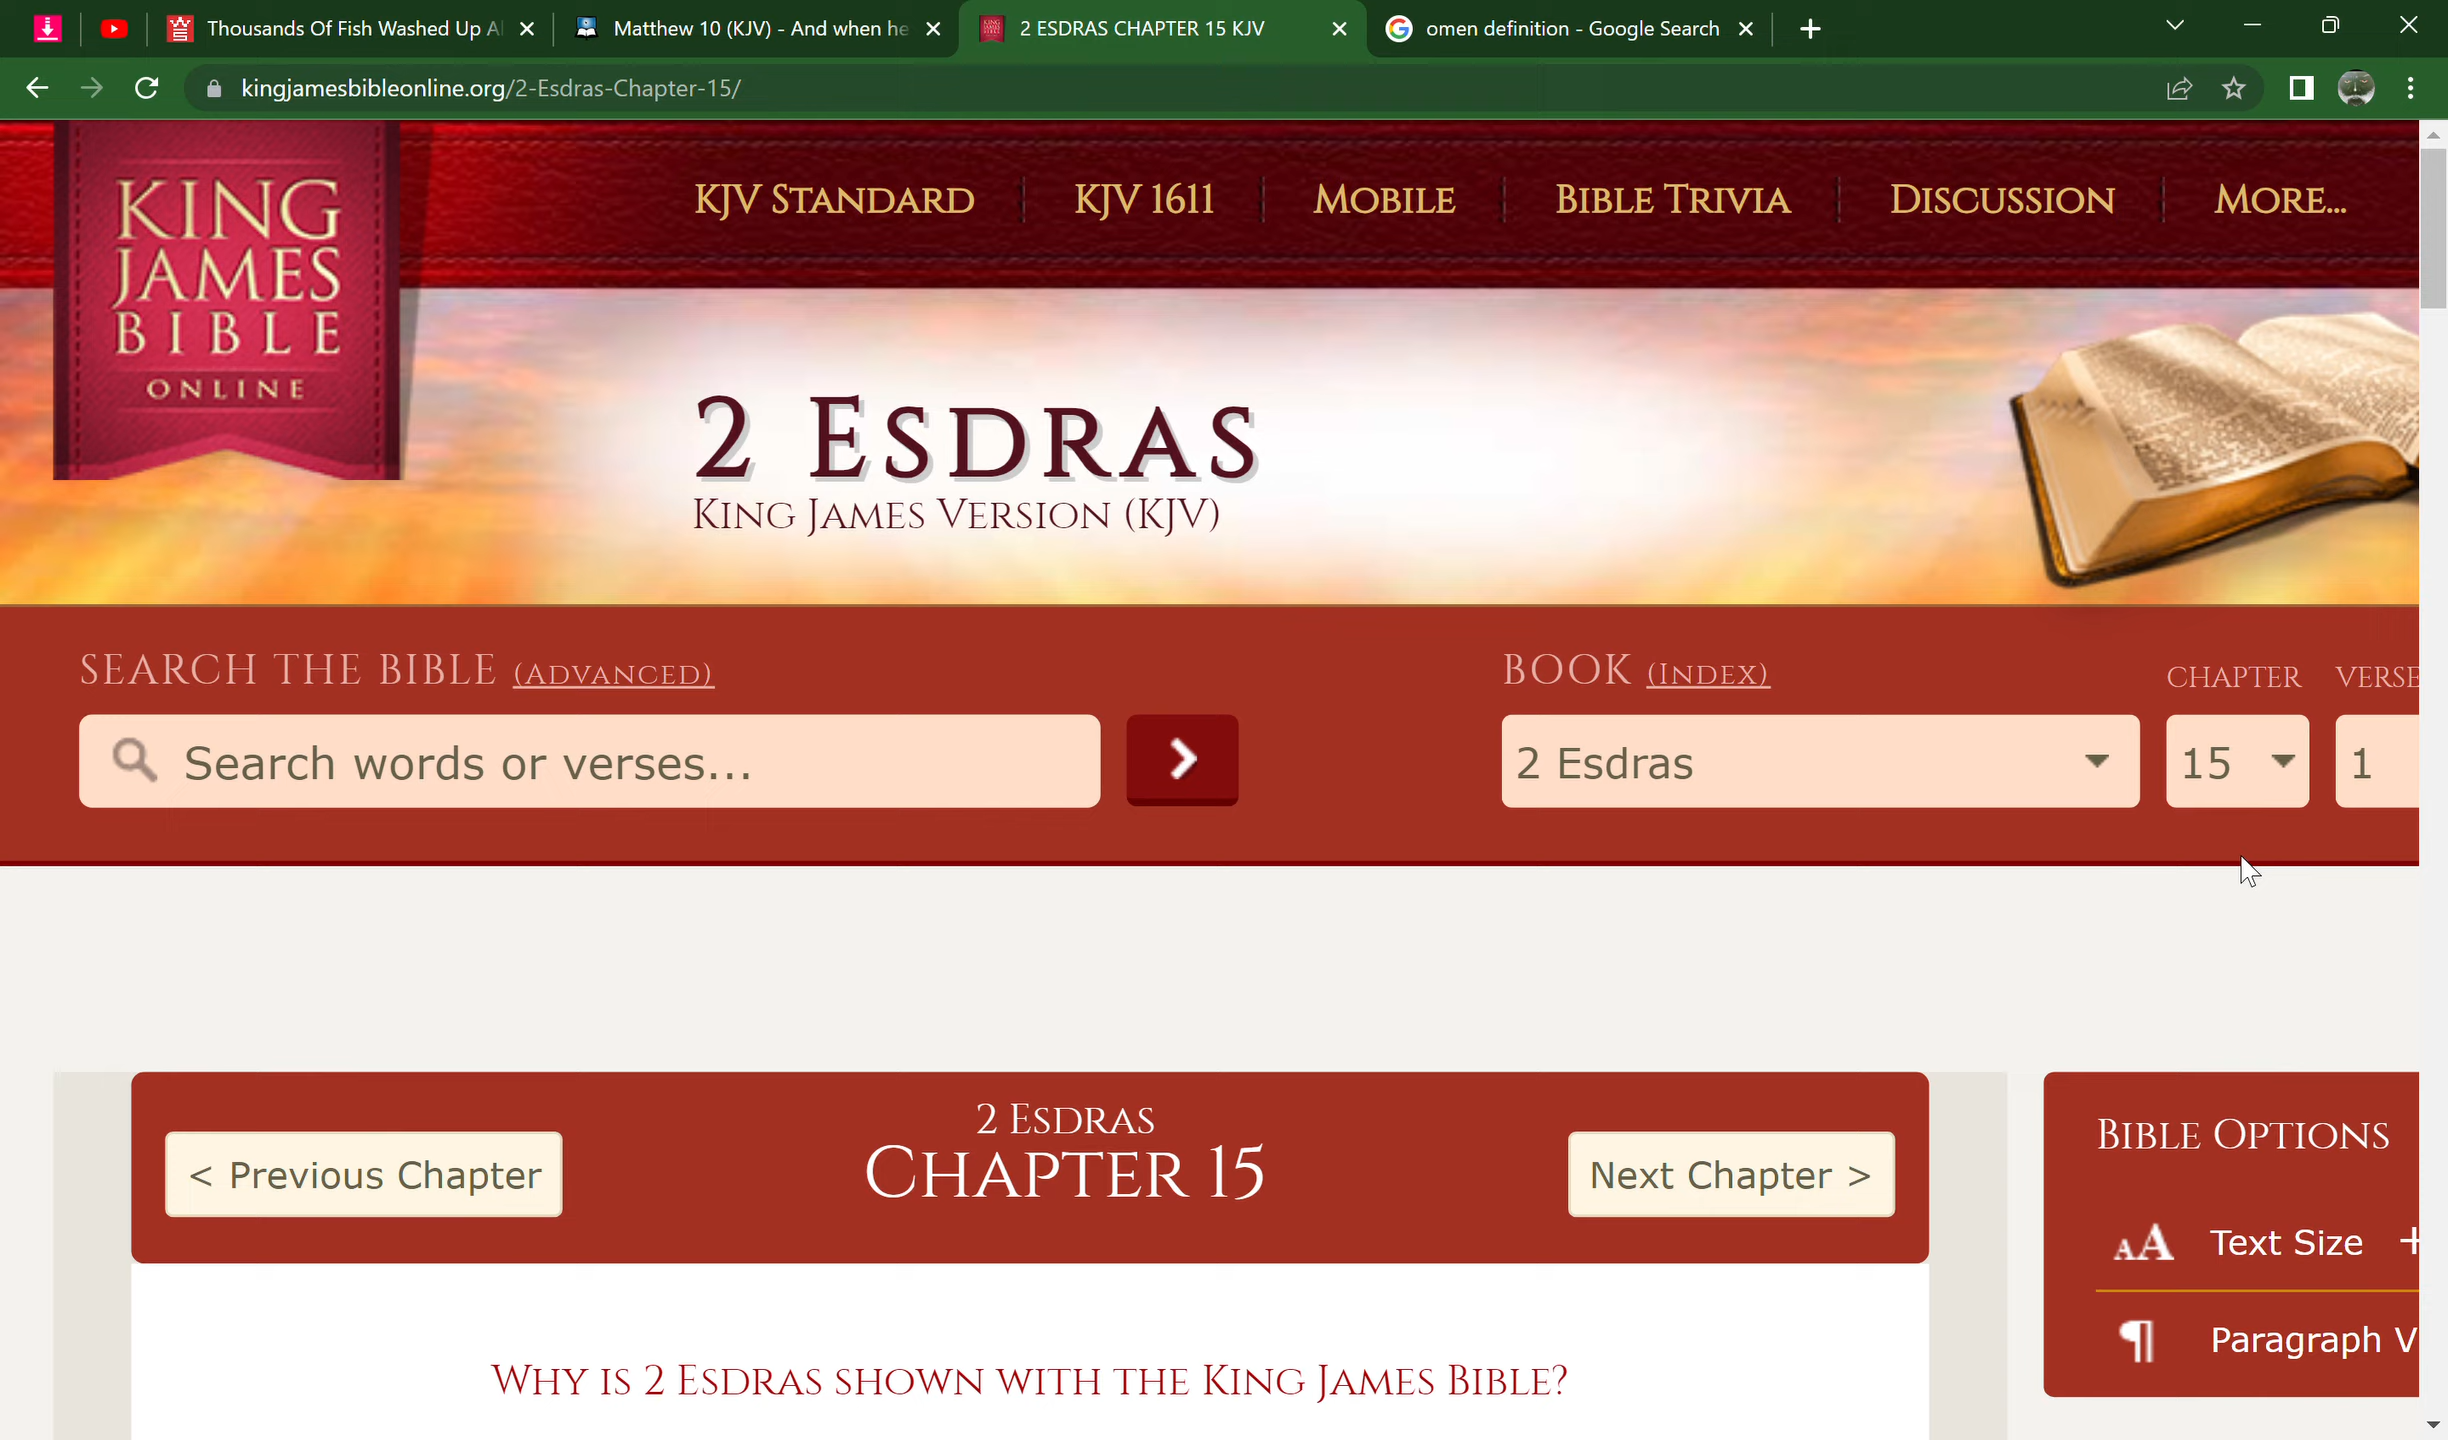 Thousands Of Fish Washed Up Al
Matthew 10 (KJV) - And when he
2 ESDRAS CHAPTER 15 KJV
omen definition - Google Search
kingjamesbibleonline.org/2-Esdras-Chapter-15/
KING
JAMES
BIBLE
ONLINE
KJV STANDARD
KJV 1611
MOBILE
BIBLE TRIVIA
DISCUSSION
MORE...
2 ESDRAS
KING JAMES VERSION (KJV)
SEARCH THE BIBLE (ADVANCED)
BOOK (INDEX)
CHAPTER
VERSE
Search words or verses...
2 Esdras
15
1
< Previous Chapter
2 ESDRAS
CHAPTER 15
Next Chapter >
BIBLE OPTIONS
AA Text Size +
¶ Paragraph V
WHY IS 2 ESDRAS SHOWN WITH THE KING JAMES BIBLE?